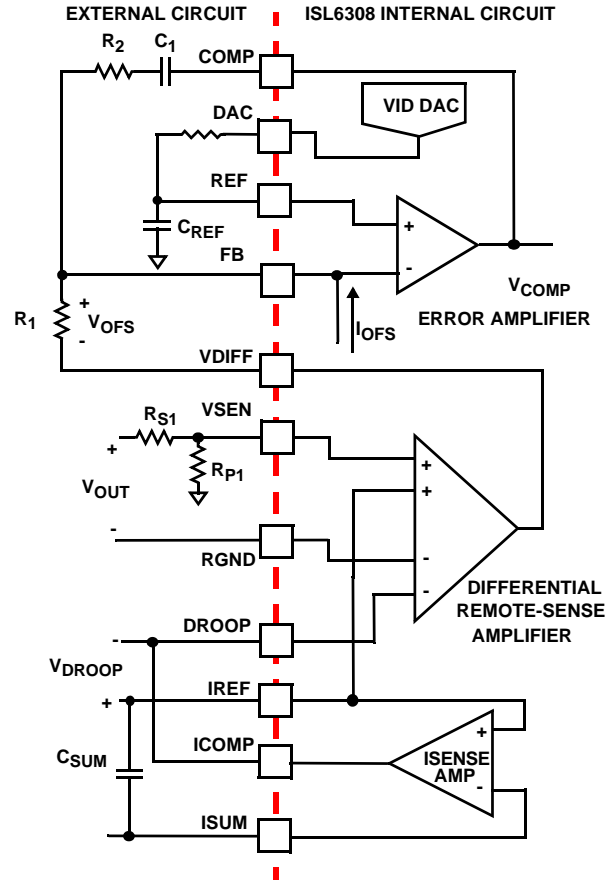 EXTERNAL CIRCUIT
ISL6308 INTERNAL CIRCUIT
R2
C1
COMP
DAC
VID DAC
REF
CREF
+
-
FB
VCOMP
ERROR AMPLIFIER
IOFS
R1
+
VOFS
-
VDIFF
RS1
VSEN
+
RP1
VOUT
+
+
-
RGND
-
-
DIFFERENTIAL
REMOTE-SENSE
AMPLIFIER
DROOP
-
VDROOP
+
IREF
CSUM
ICOMP
+
ISENSE
AMP
-
ISUM